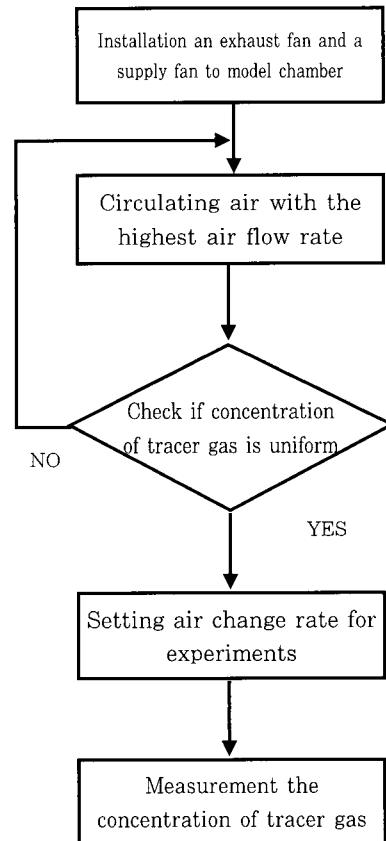 Installation an exhaust fan and a
supply fan to model chamber
Circulating air with the
highest air flow rate
Check if concentration
of tracer gas is uniform
NO
YES
Setting air change rate for
experiments
Measurement the
concentration of tracer gas